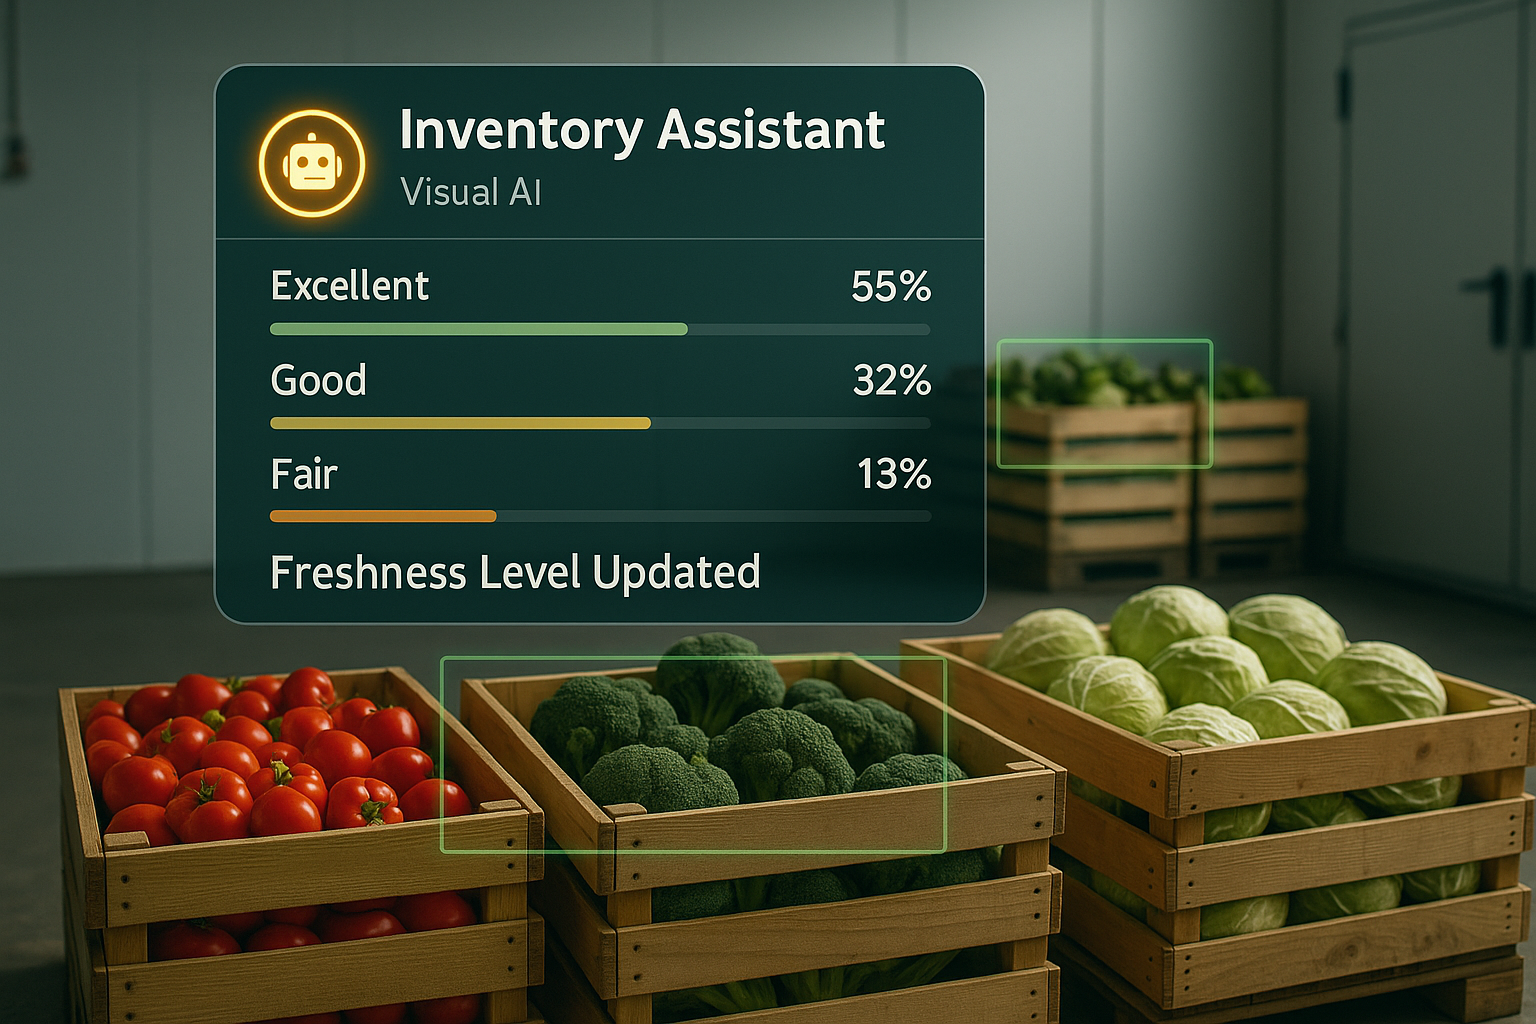 Inventory Assistant
Visual AI
Excellent 55%
Good 32%
Fair 13%
Freshness Level Updated